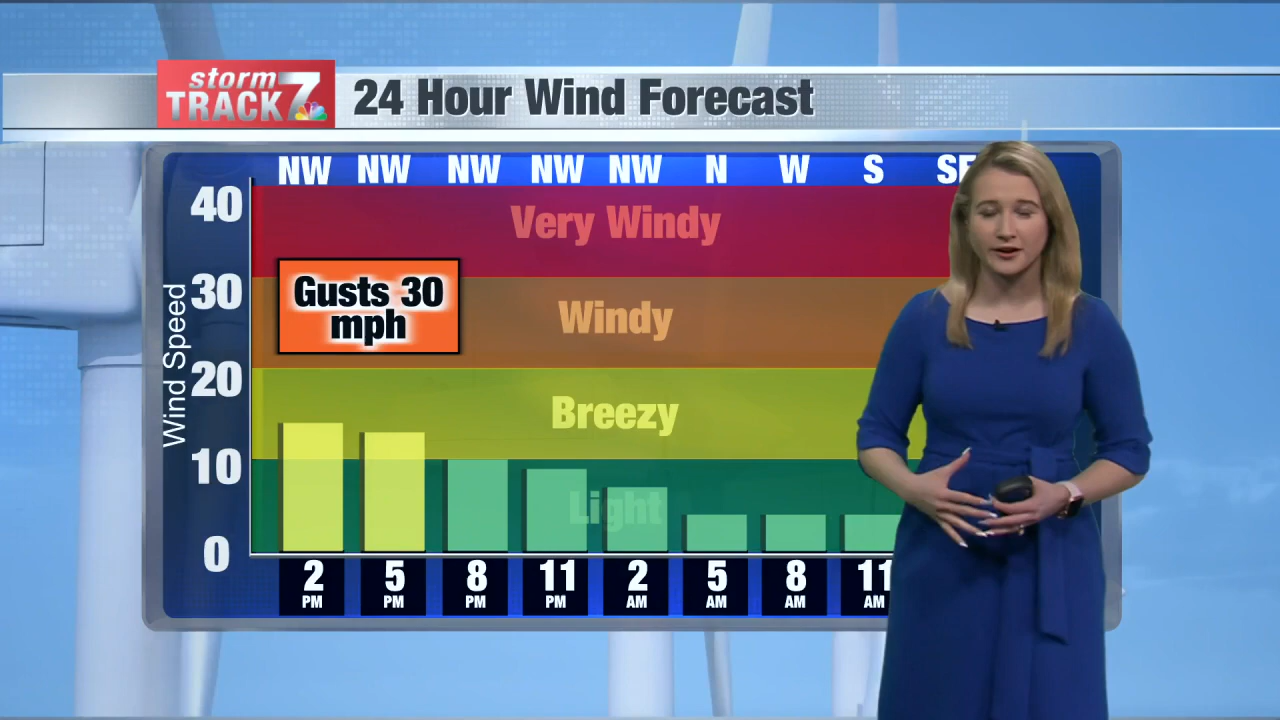 storm
TRACK 7
24 Hour Wind Forecast
NW NW NW NW NW N W S
40
Very Windy
30
Gusts 30
mph
Windy
Wind Speed
20
Breezy
10
Light
0
2 5 8 11 2 5 8 11
PM PM PM PM AM AM AM AM